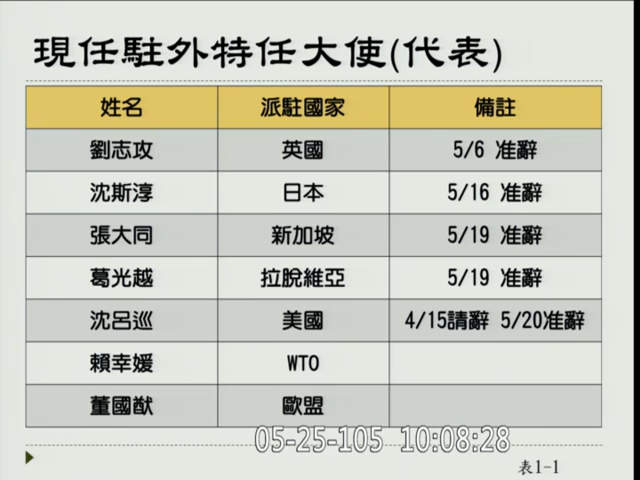 現任駐外特任大使(代表)
姓名 派駐國家 備註
劉志攻 英國 5/6 准辭
沈斯淳 日本 5/16 准辭
張大同 新加坡 5/19 准辭
葛光越 拉脫維亞 5/19 准辭
沈呂巡 美國 4/15請辭 5/20准辭
賴幸媛 WTO
董國猷 歐盟
05-25-105 10:08:28
表1-1